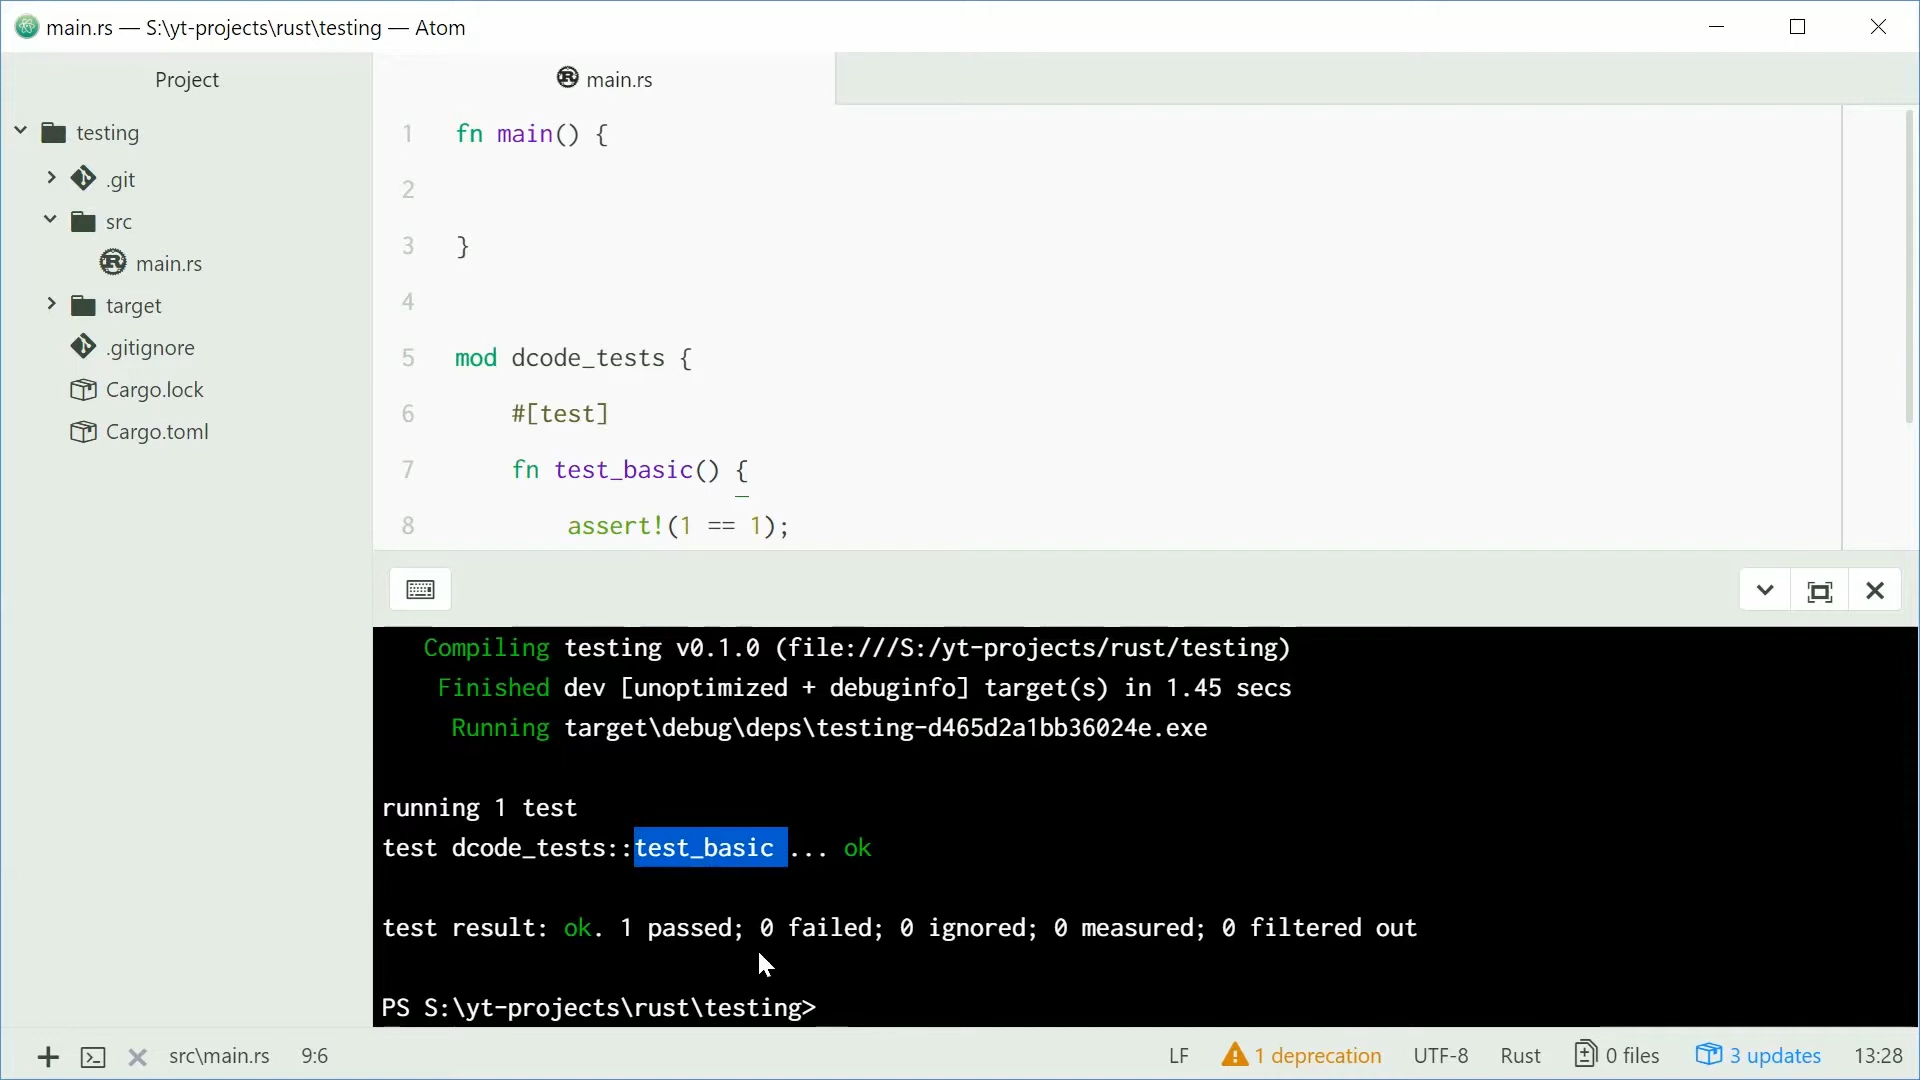 main.rs — S:\yt-projects\rust\testing — Atom
Project
testing
.git
src
main.rs
target
.gitignore
Cargo.lock
Cargo.toml
main.rs
1 fn main() {
2
3 }
4
5 mod dcode_tests {
6 #[test]
7 fn test_basic() {
8 assert!(1 == 1);
Compiling testing v0.1.0 (file:///S:/yt-projects/rust/testing)
Finished dev [unoptimized + debuginfo] target(s) in 1.45 secs
Running target\debug\deps\testing-d465d2a1bb36024e.exe
running 1 test
test dcode_tests::test_basic ... ok
test result: ok. 1 passed; 0 failed; 0 ignored; 0 measured; 0 filtered out
PS S:\yt-projects\rust\testing>
src\main.rs 9:6 LF 1 deprecation UTF-8 Rust 0 files 3 updates 13:28